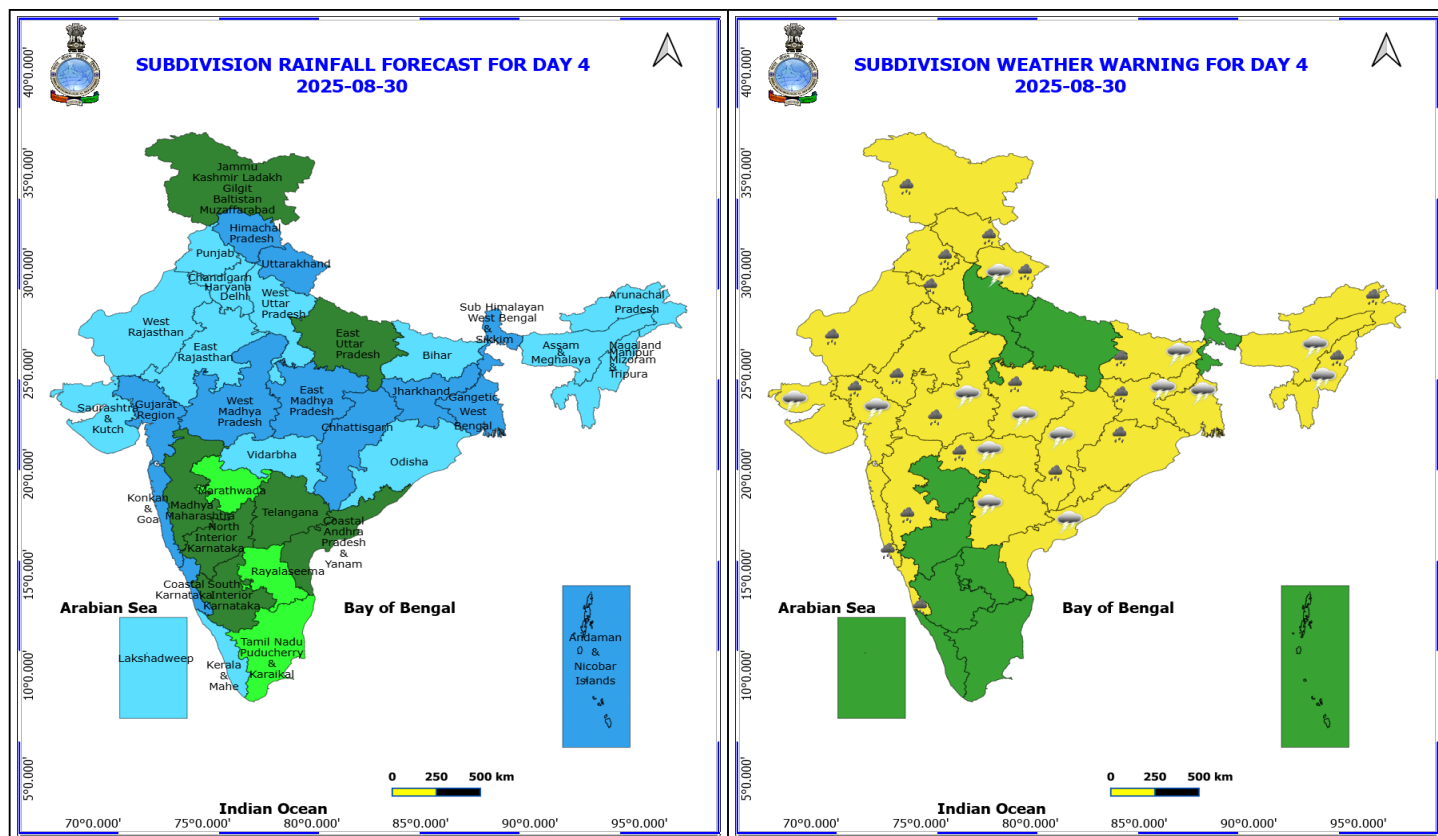 SUBDIVISION RAINFALL FORECAST FOR DAY 4
2025-08-30
40°0.000'
35°0.000'
30°0.000'
25°0.000'
20°0.000'
15°0.000'
10°0.000'
5°0.000'
Jammu
Kashmir Ladakh
Gilgit
Baltistan
Muzaffarabad
Himachal
Pradesh
Punjab
Uttarakhand
Chandigarh
Haryana
Delhi
West
Uttar
Pradesh
West
Rajasthan
East
Rajasthan
East
Uttar
Pradesh
Bihar
Sub Himalayan
West Bengal
&
Sikkim
Arunachal
Pradesh
Assam
&
Meghalaya
Nagaland
Manipur
Mizoram
&
Tripura
Saurashtra
&
Kutch
Gujarat
Region
West
Madhya
Pradesh
East
Madhya
Pradesh
Jharkhand
Gangetic
West
Bengal
Chhattisgarh
Vidarbha
Odisha
Konkan
&
Goa
Madhya
Maharashtra
Marathwada
North
Interior
Karnataka
Telangana
Coastal
Andhra
Pradesh
&
Yanam
Rayalaseema
Coastal
Karnataka
South
Interior
Karnataka
Tamil Nadu
Puducherry
&
Karaikal
Kerala
&
Mahe
Arabian Sea
Bay of Bengal
Lakshadweep
Andaman
&
Nicobar
Islands
0 250 500 km
Indian Ocean
70°0.000' 75°0.000' 80°0.000' 85°0.000' 90°0.000' 95°0.000'
SUBDIVISION WEATHER WARNING FOR DAY 4
2025-08-30
40°0.000'
35°0.000'
30°0.000'
25°0.000'
20°0.000'
15°0.000'
10°0.000'
5°0.000'
Arabian Sea
Bay of Bengal
0 250 500 km
Indian Ocean
70°0.000' 75°0.000' 80°0.000' 85°0.000' 90°0.000' 95°0.000'